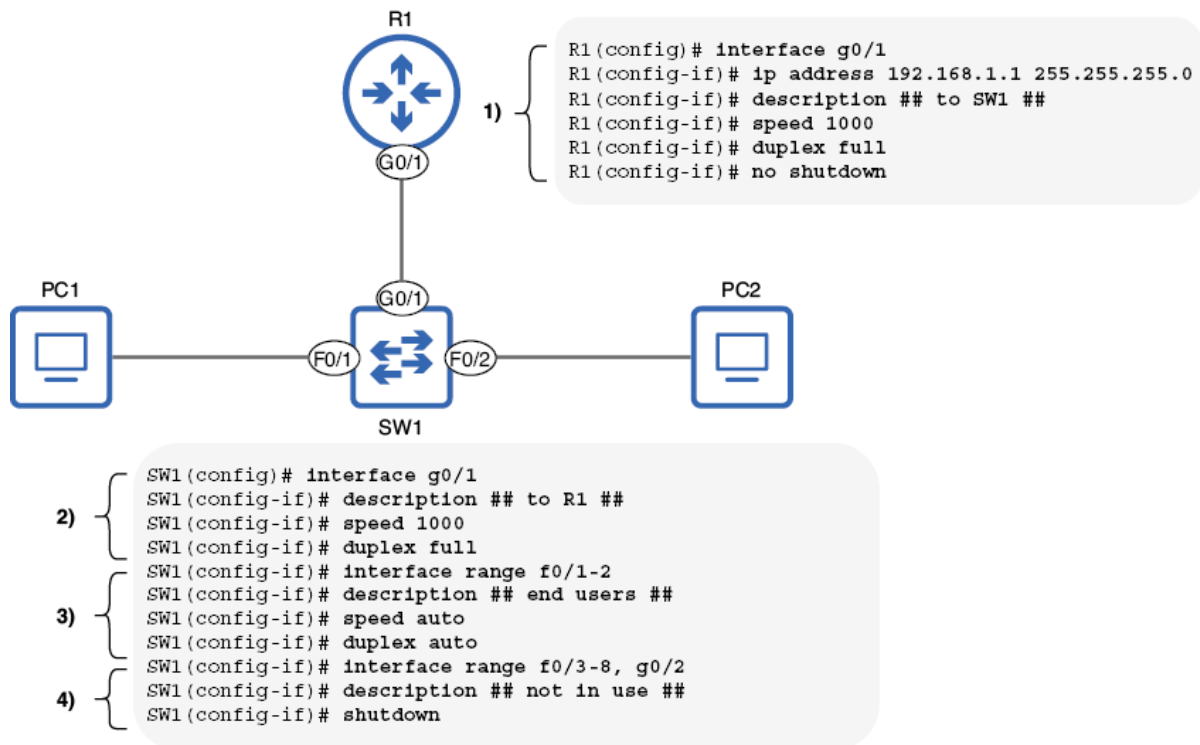 R1
1)
R1(config)# interface g0/1
R1(config-if)# ip address 192.168.1.1 255.255.255.0
R1(config-if)# description ## to SW1 ##
R1(config-if)# speed 1000
R1(config-if)# duplex full
R1(config-if)# no shutdown
G0/1
PC1
G0/1
PC2
F0/1
F0/2
SW1
2)
SW1(config)# interface g0/1
SW1(config-if)# description ## to R1 ##
SW1(config-if)# speed 1000
SW1(config-if)# duplex full
3)
SW1(config-if)# interface range f0/1-2
SW1(config-if)# description ## end users ##
SW1(config-if)# speed auto
SW1(config-if)# duplex auto
4)
SW1(config-if)# interface range f0/3-8, g0/2
SW1(config-if)# description ## not in use ##
SW1(config-if)# shutdown